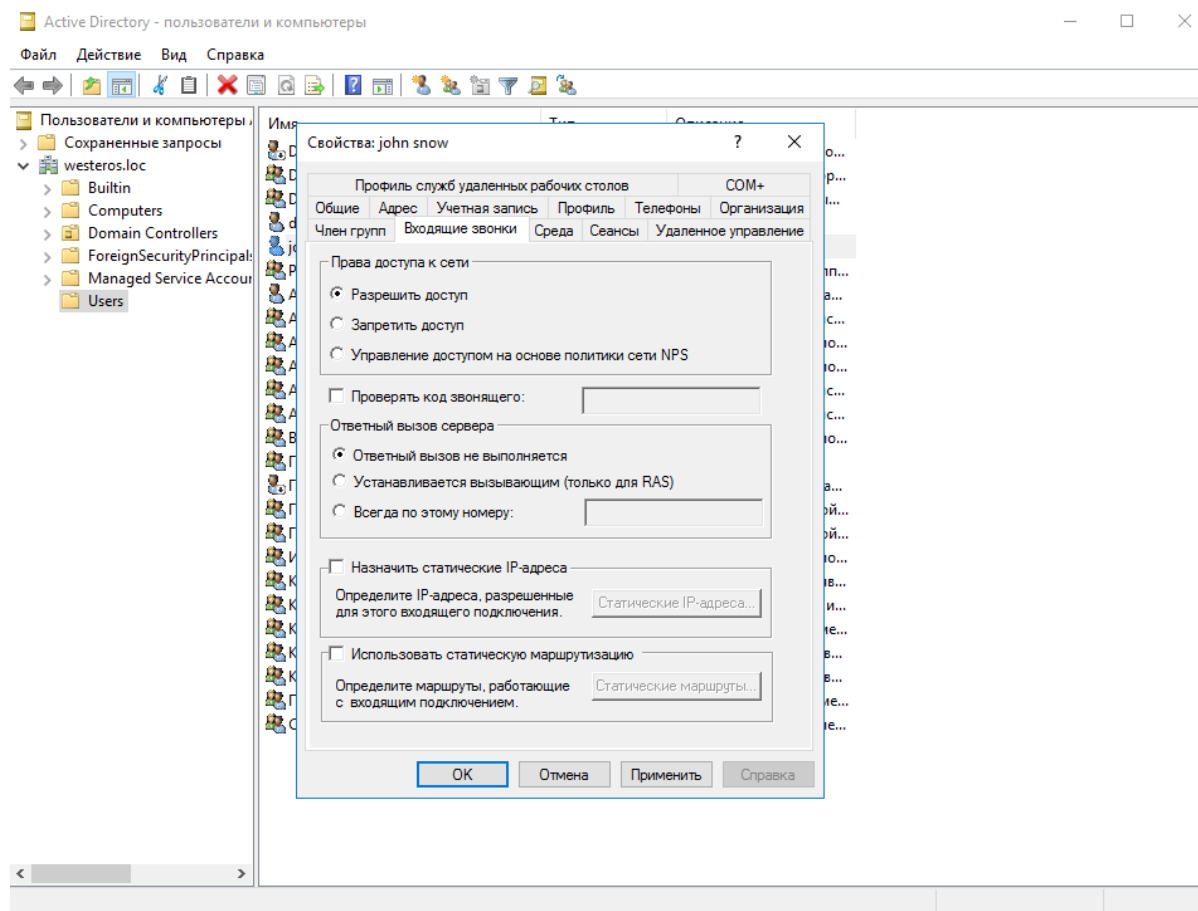 Active Directory - пользователи и компьютеры
Файл Действие Вид Справка
Пользователи и компьютеры
Сохраненные запросы
westeros.loc
Builtin
Computers
Domain Controllers
ForeignSecurityPrincipals
Managed Service Accour
Users
Имя
Свойства: john snow
?
Профиль служб удаленных рабочих столов COM+
Общие Адрес Учетная запись Профиль Телефоны Организация
Член групп Входящие звонки Среда Сеансы Удаленное управление
Права доступа к сети
Разрешить доступ
Запретить доступ
Управление доступом на основе политики сети NPS
Проверять код звонящего:
Ответный вызов сервера
Ответный вызов не выполняется
Устанавливается вызывающим (только для RAS)
Всегда по этому номеру:
Назначить статические IP-адреса
Определите IP-адреса, разрешенные
для этого входящего подключения.
Статические IP-адреса...
Использовать статическую маршрутизацию
Определите маршруты, работающие
с входящим подключением.
Статические маршруты...
OK Отмена Применить Справка